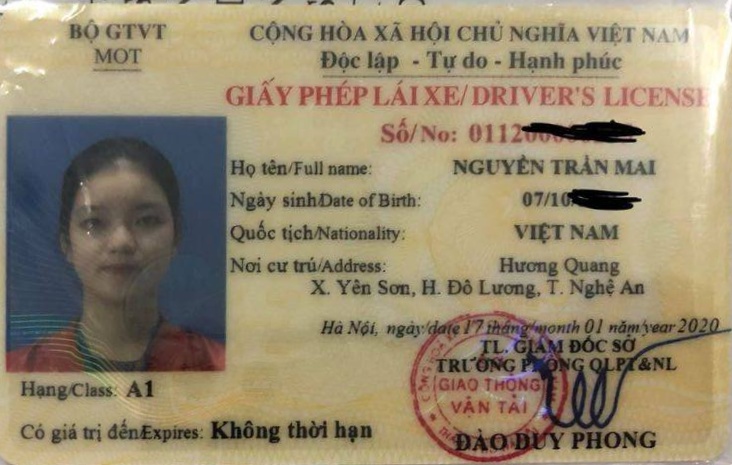 BỘ GTVT
MOT
CỘNG HÒA XÃ HỘI CHỦ NGHĨA VIỆT NAM
Độc lập - Tự do - Hạnh phúc
GIẤY PHÉP LÁI XE/ DRIVER'S LICENSE
Số/No: 01120
Họ tên/Full name: NGUYỄN TRẦN MAI
Ngày sinh/Date of Birth: 07/10
Quốc tịch/Nationality: VIỆT NAM
Nơi cư trú/Address: Hương Quang
X. Yên Sơn, H. Đô Lương, T. Nghệ An
Hà Nội, ngày/date 17 tháng/month 01 năm/year 2020
TL. GIÁM ĐỐC SỞ
TRƯỞNG PHÒNG QLPT&NL
GIAO THÔNG
VẬN TẢI
Hạng/Class: A1
Có giá trị đến/Expires: Không thời hạn
ĐÀO DUY PHONG